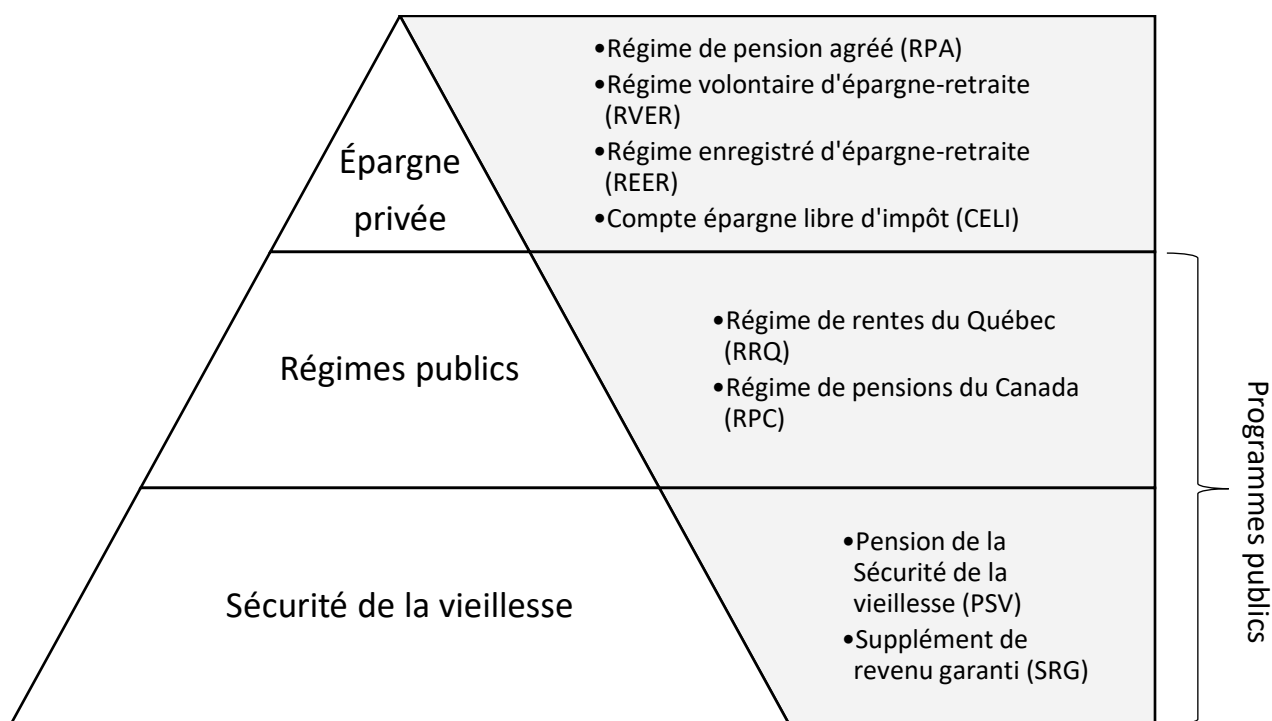 Épargne
privée
•Régime de pension agréé (RPA)
•Régime volontaire d'épargne-retraite
(RVER)
•Régime enregistré d'épargne-retraite
(REER)
•Compte épargne libre d'impôt (CELI)
Régimes publics
•Régime de rentes du Québec
(RRQ)
•Régime de pensions du Canada
(RPC)
Sécurité de la vieillesse
•Pension de la
Sécurité de la
vieillesse (PSV)
•Supplément de
revenu garanti (SRG)
Programmes publics